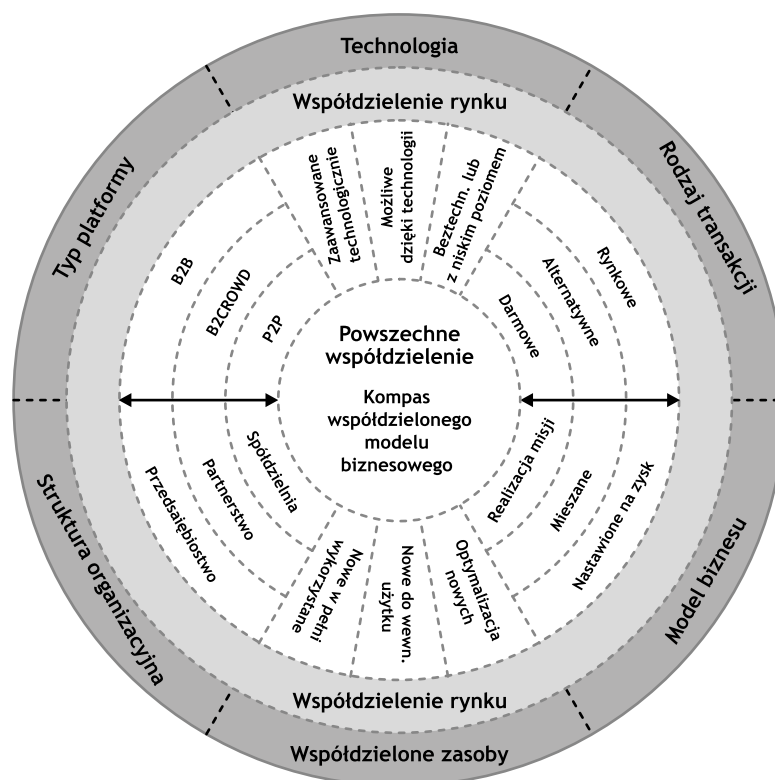 Technologia
Współdzielenie rynku
Typ platformy
Rodzaj transakcji
Zaawansowane
technologicznie
Możliwe
dzięki technologii
Beztechn. lub
z niskim poziomem
B2B
B2CROWD
P2P
Darmowe
Alternatywne
Rynkowe
Powszechne
współdzielenie
Kompas
współdzielonego
modelu
biznesowego
Przedsaiębiostwo
Partnerstwo
Spółdzielnia
Realizacja misji
Mieszane
Nastawione na zysk
Nowe w pełni
wykorzystane
Nowe do wewn.
użytku
Optymalizacja
nowych
Struktura organizacyjna
Model biznesu
Współdzielenie rynku
Współdzielone zasoby